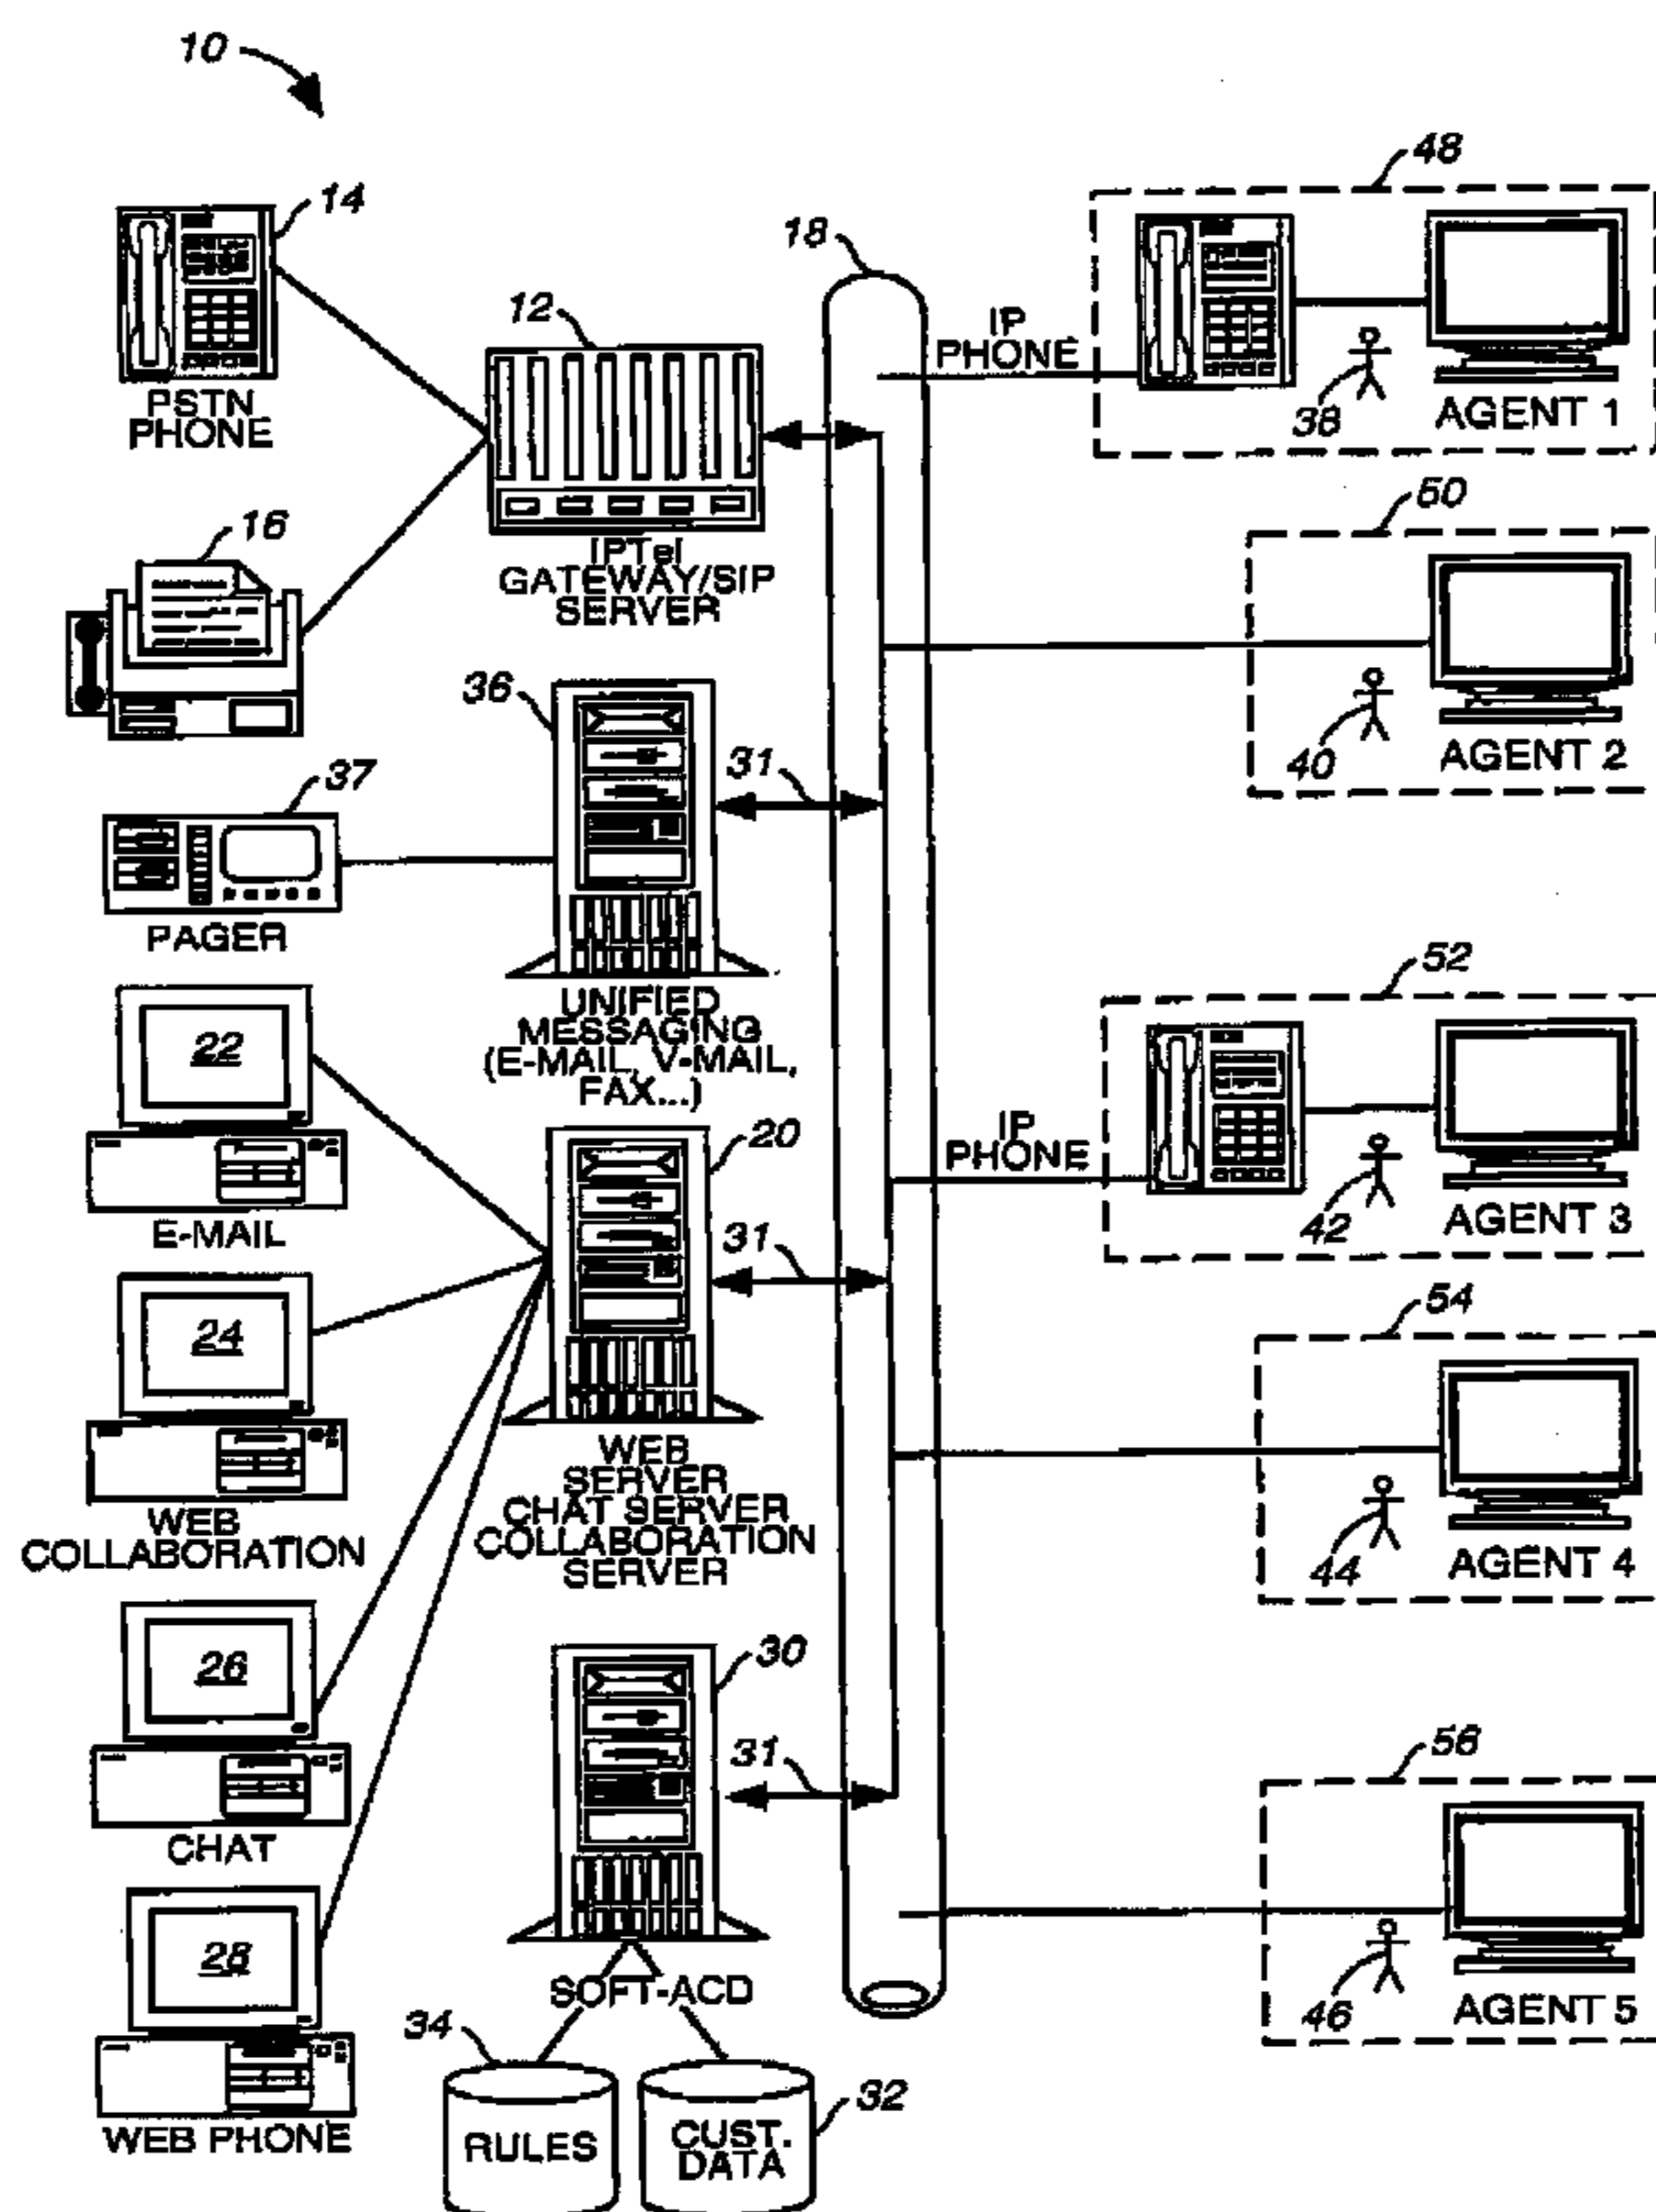 10
14
PSTN
PHONE
12
IPTel
GATEWAY/SIP
SERVER
18
IP
PHONE
48
38
AGENT 1
16
50
40
AGENT 2
36
31
37
PAGER
UNIFIED
MESSAGING
(E-MAIL, V-MAIL,
FAX...)
22
E-MAIL
20
31
IP
PHONE
52
42
AGENT 3
24
WEB
COLLABORATION
WEB
SERVER
CHAT SERVER
COLLABORATION
SERVER
54
44
AGENT 4
26
CHAT
30
31
28
WEB PHONE
SOFT-ACD
34
RULES
32
CUST.
DATA
56
46
AGENT 5